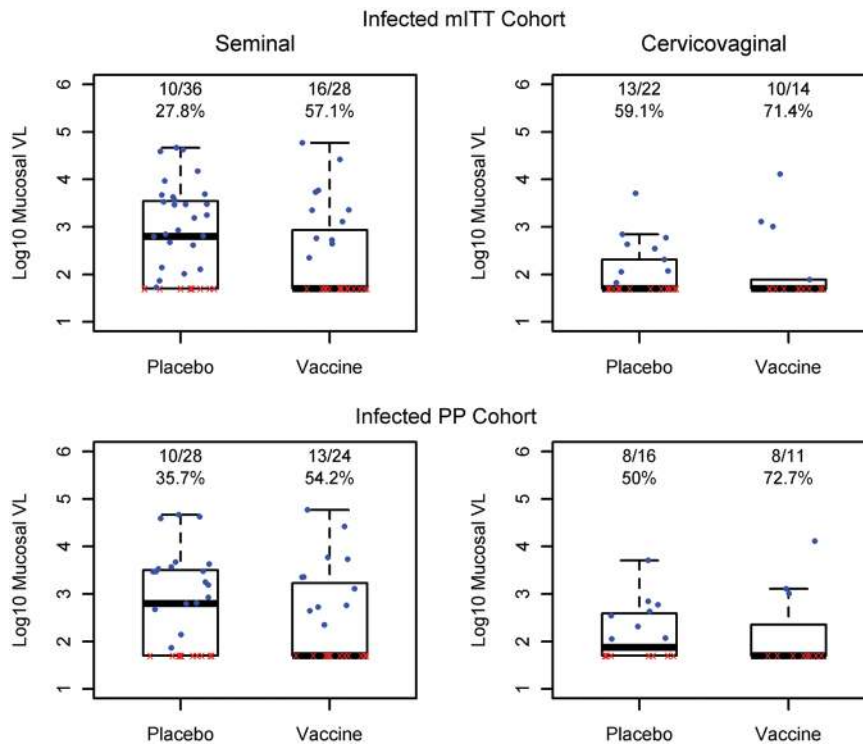 Infected mITT Cohort
Seminal
Cervicovaginal
Log10 Mucosal VL
6
5
4
3
2
1
10/36
27.8%
16/28
57.1%
Placebo
Vaccine
Log10 Mucosal VL
6
5
4
3
2
1
13/22
59.1%
10/14
71.4%
Placebo
Vaccine
Infected PP Cohort
Log10 Mucosal VL
6
5
4
3
2
1
10/28
35.7%
13/24
54.2%
Placebo
Vaccine
Log10 Mucosal VL
6
5
4
3
2
1
8/16
50%
8/11
72.7%
Placebo
Vaccine